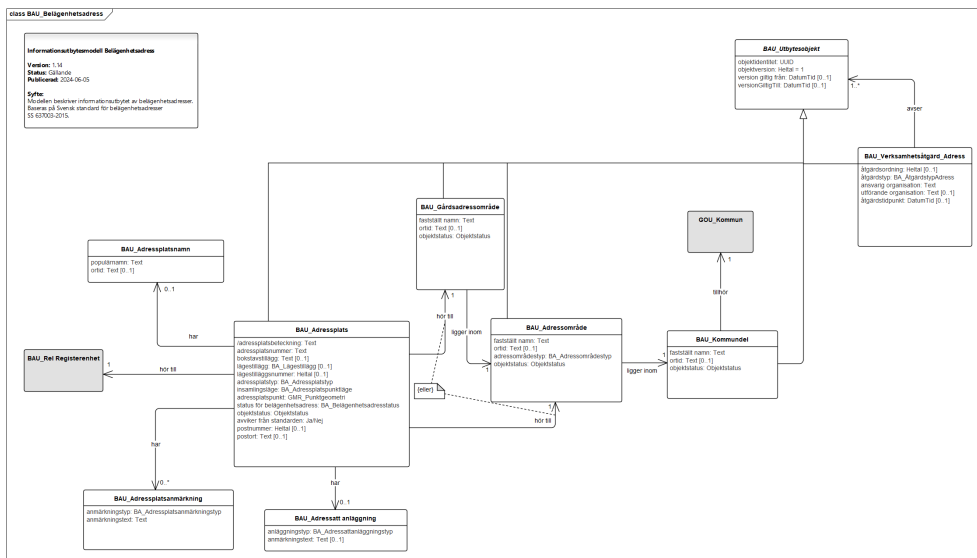 class BAU_Belägenhetsadress
Informationsutbytesmodell Belägenhetsadress
Version: 1.14
Status: Gällande
Publicerad: 2024-06-05
Syfte:
Modellen beskriver informationsutbytet av belägenhetsadresser.
Baseras på Svensk standard för belägenhetsadresser
SS 637003-2015.
BAU_Utbytesobjekt
objektidentitet: UUID
objektversion: Heltal = 1
version giltig från: DatumTid [0..1]
versionGiltigTill: DatumTid [0..1]
1..*
avser
BAU_Verksamhetsåtgärd_Adress
åtgärdsordning: Heltal [0..1]
åtgärdstyp: BA_ÅtgärdstypAdress
ansvarig organisation: Text
utförande organisation: Text [0..1]
åtgärdstidpunkt: DatumTid [0..1]
BAU_Gårdsadressområde
fastställt namn: Text
ortid: Text [0..1]
objektstatus: Objektstatus
GOU_Kommun
1
tillhör
BAU_Adressplatsnamn
populärnamn: Text
ortid: Text [0..1]
0..1
har
1
hör till
ligger inom
1
BAU_Adressplats
/adressplatsbeteckning: Text
adressplatsnummer: Text
bokstavstillägg: Text [0..1]
lägestillägg: BA_Lägestillägg [0..1]
lägestilläggsnummer: Heltal [0..1]
adressplatstyp: BA_Adressplatstyp
insamlingsläge: BA_Adressplatspunktläge
adressplatspunkt: GMR_Punktgeometri
status för belägenhetsadress: BA_Belägenhetsadressstatus
objektstatus: Objektstatus
avviker från standarden: Ja/Nej
postnummer: Heltal [0..1]
postort: Text [0..1]
BAU_Adressområde
fastställt namn: Text
ortid: Text [0..1]
adressområdestyp: BA_Adressområdestyp
objektstatus: Objektstatus
1
ligger inom
BAU_Kommundel
fastställt namn: Text
ortid: Text [0..1]
objektstatus: Objektstatus
BAU_Rel Registerenhet
1
hör till
{eller}
1
hör till
har
0..*
har
0..1
BAU_Adressplatsanmärkning
anmärkningstyp: BA_Adressplatsanmärkningstyp
anmärkningstext: Text
BAU_Adressatt anläggning
anläggningstyp: BA_Adressattanläggningstyp
anmärkningstext: Text [0..1]